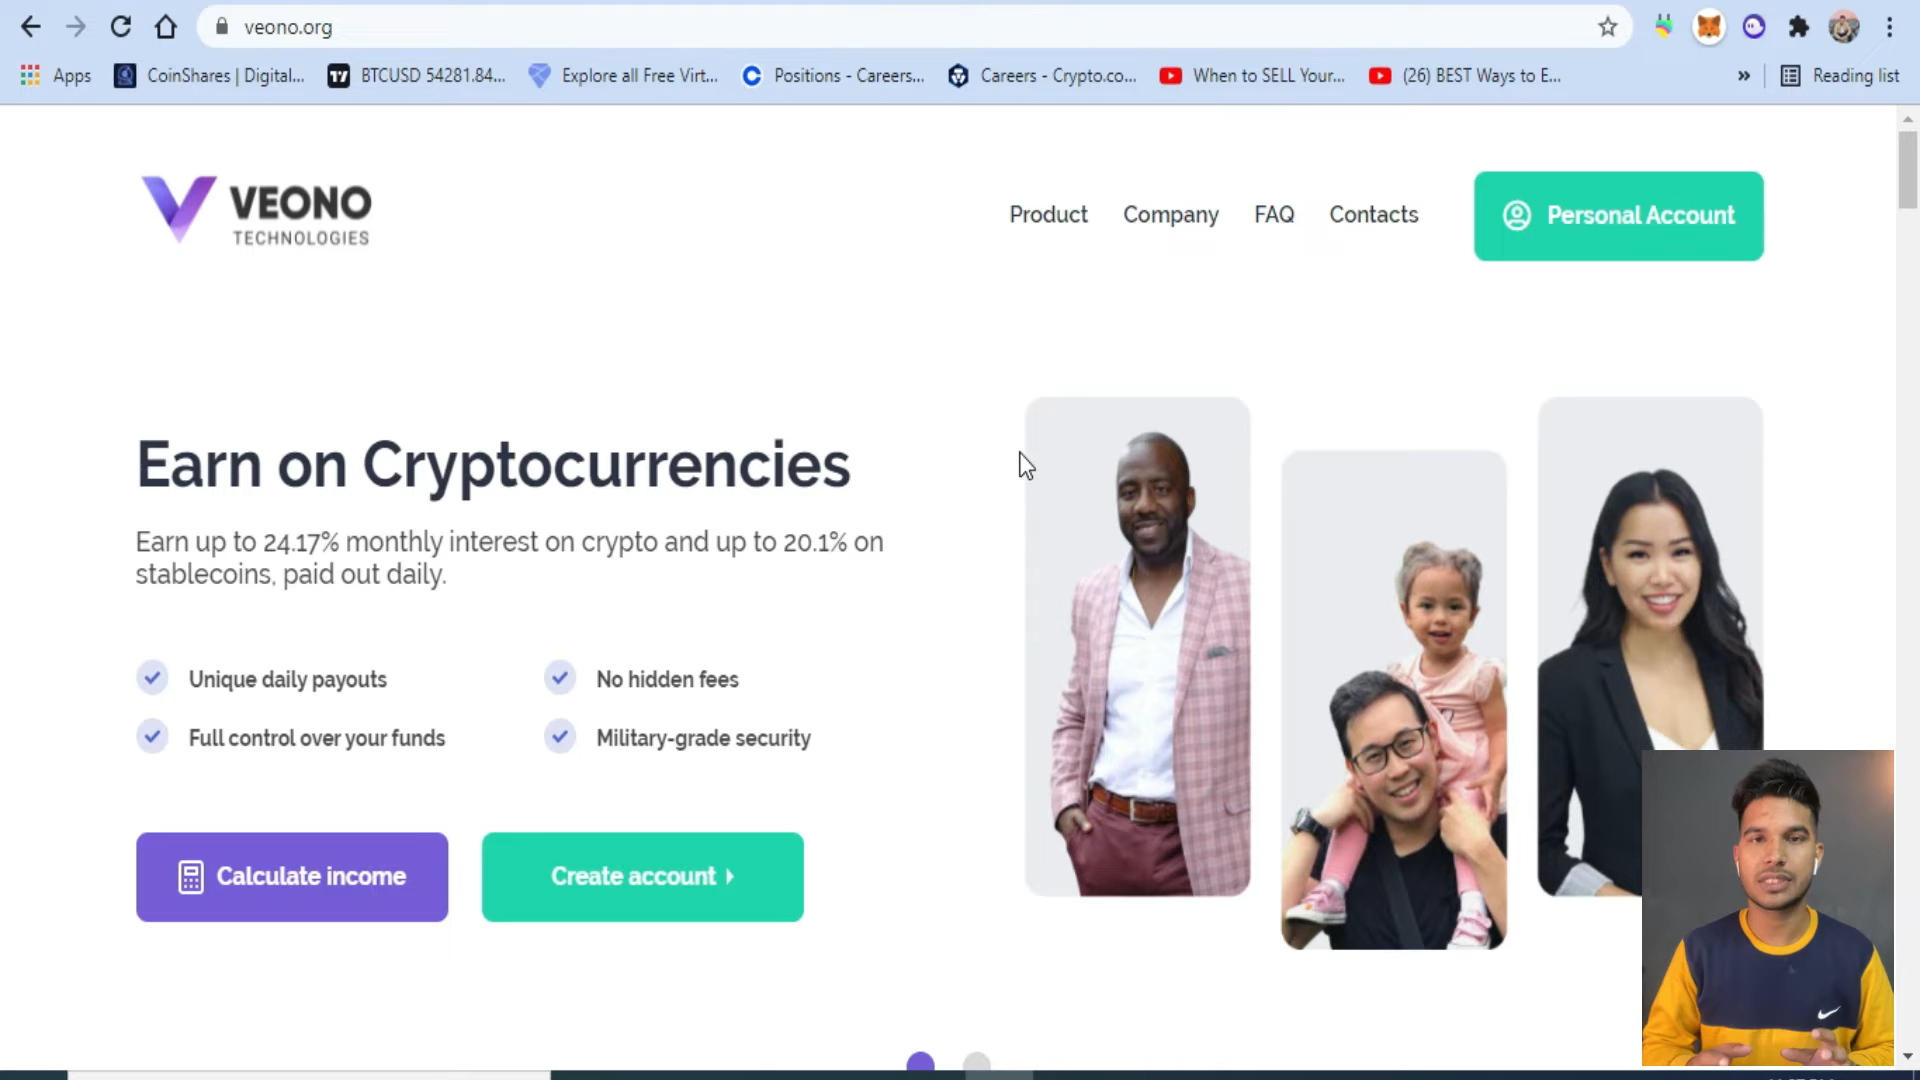 veono.org
Apps
CoinShares | Digital...
BTCUSD 54281.84...
Explore all Free Virt...
Positions - Careers...
Careers - Crypto.co...
When to SELL Your...
(26) BEST Ways to E...
»
Reading list
VEONO
TECHNOLOGIES
Product
Company
FAQ
Contacts
Personal Account
Earn on Cryptocurrencies
Earn up to 24.17% monthly interest on crypto and up to 20.1% on
stablecoins, paid out daily.
Unique daily payouts
No hidden fees
Full control over your funds
Military-grade security
Calculate income
Create account